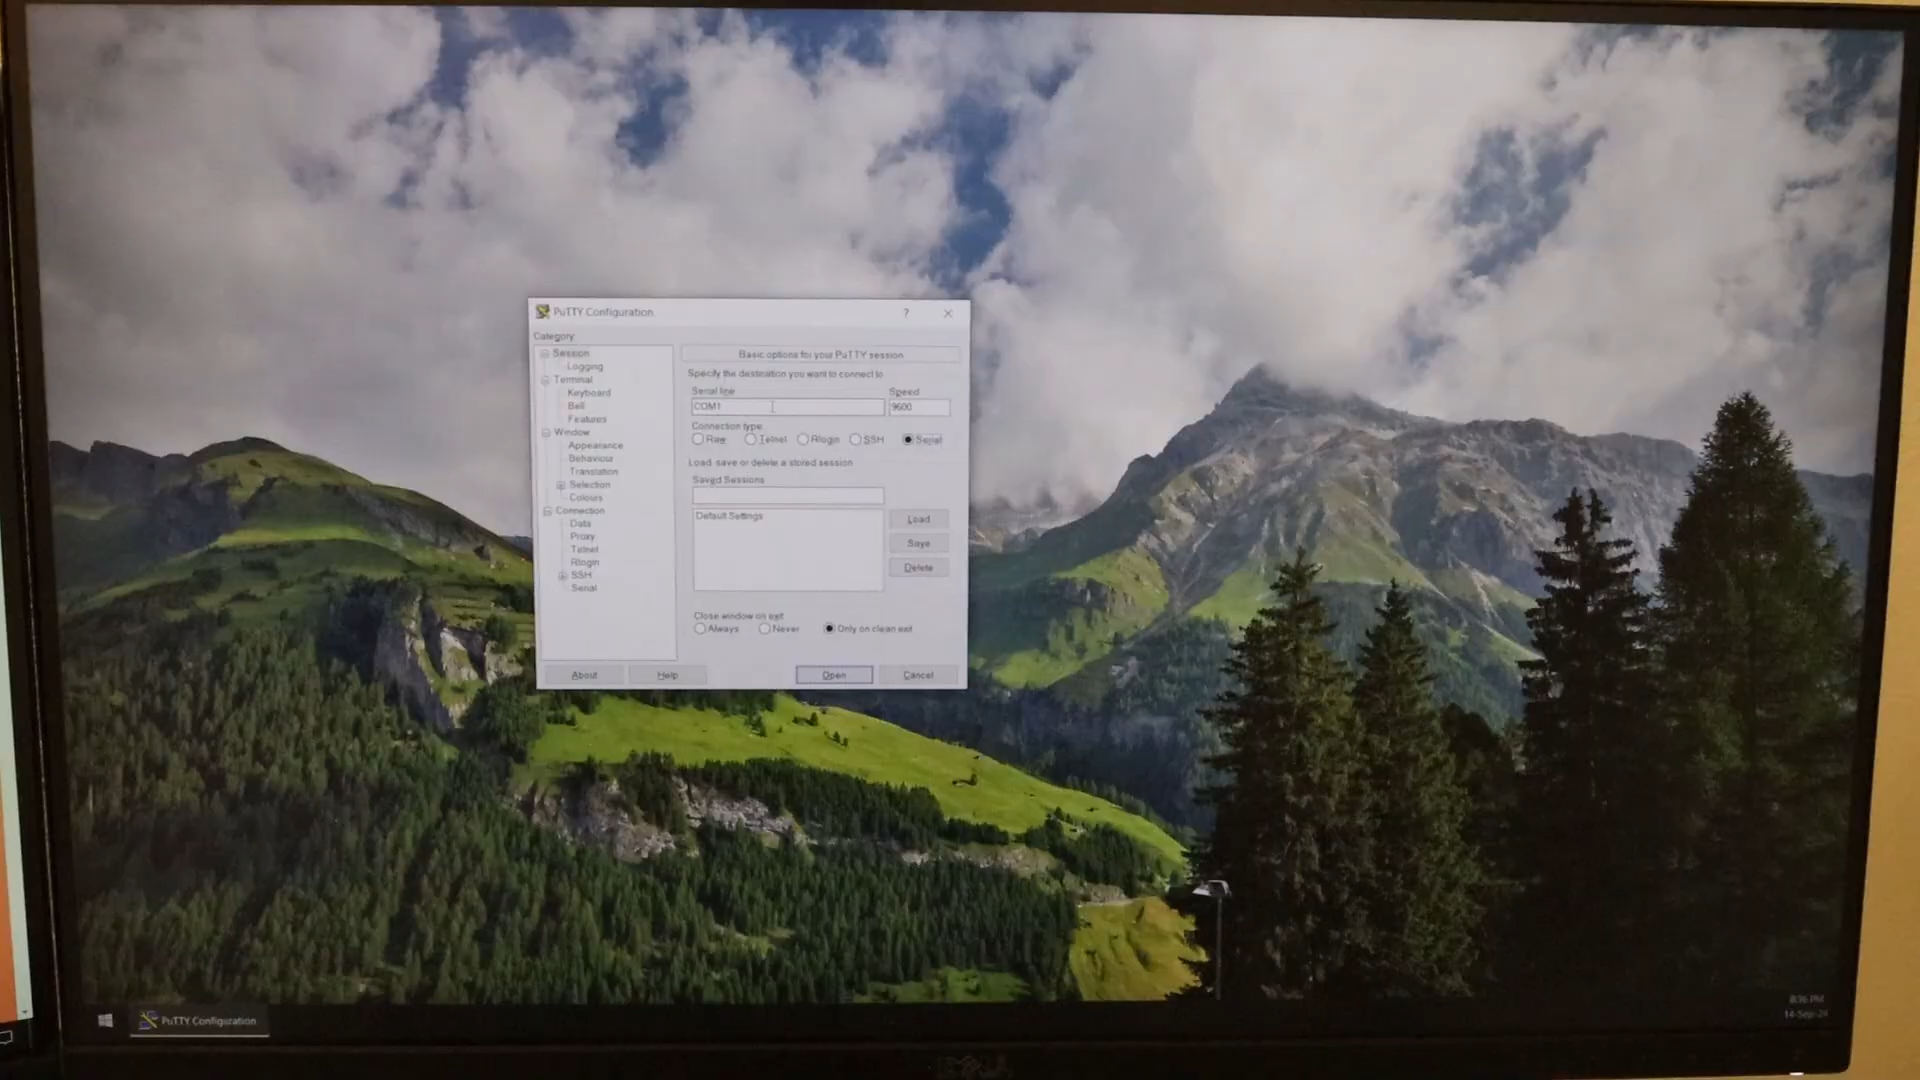 PuTTY Configuration
?
Category:
Session
Logging
Terminal
Keyboard
Bell
Features
Window
Appearance
Behaviour
Translation
Selection
Colours
Connection
Data
Proxy
Telnet
Rlogin
SSH
Serial
Basic options for your PuTTY session
Specify the destination you want to connect to
Serial line Speed
COM1 9600
Connection type:
Raw Telnet Rlogin SSH Serial
Load, save or delete a stored session
Saved Sessions
Default Settings
Load
Save
Delete
Close window on exit:
Always Never Only on clean exit
About Help Open Cancel
PuTTY Configuration
8:36 PM